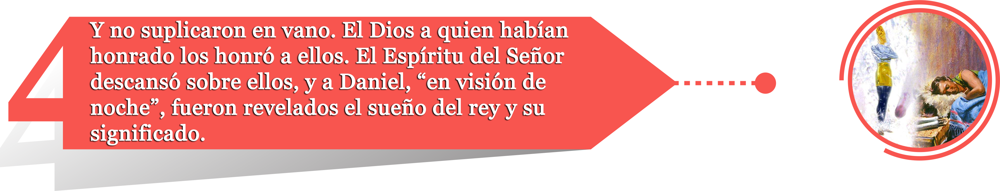 4
Y no suplicaron en vano. El Dios a quien habían
honrado los honró a ellos. El Espíritu del Señor
descansó sobre ellos, y a Daniel, “en visión de
noche”, fueron revelados el sueño del rey y su
significado.